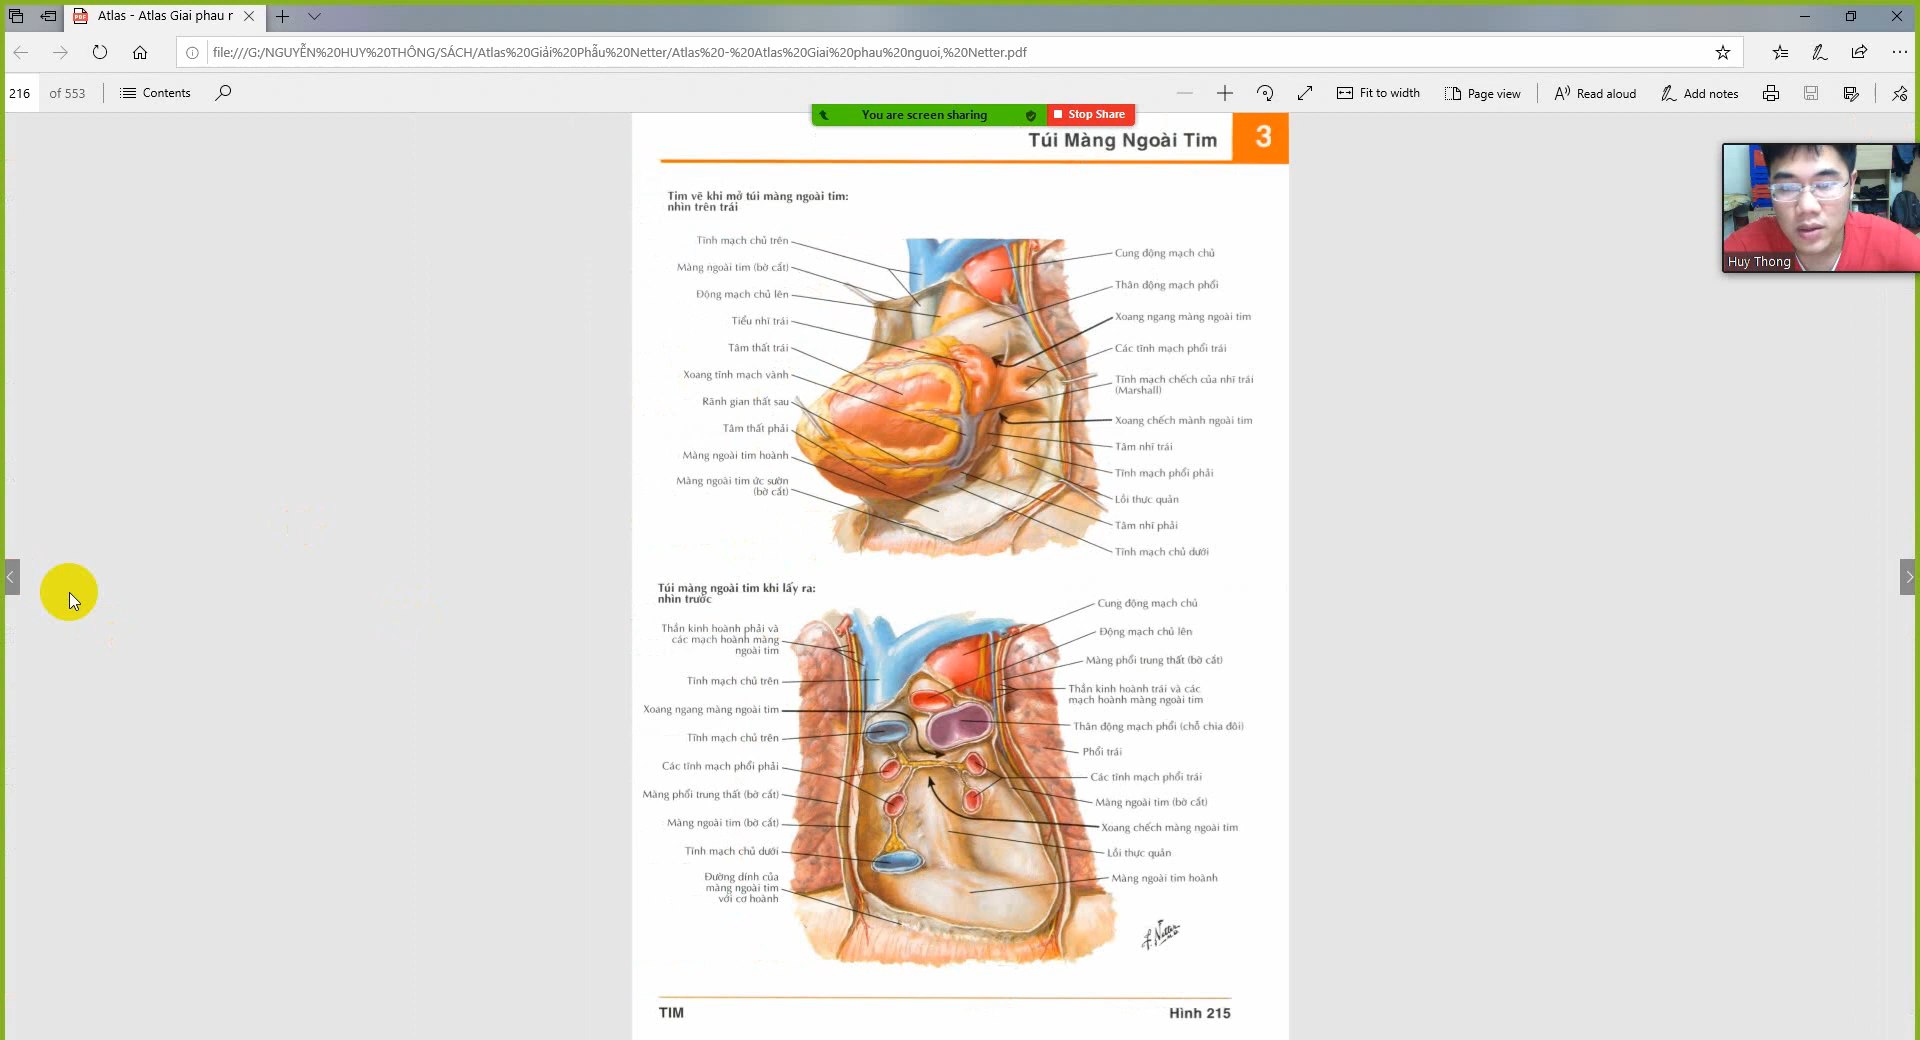 Atlas - Atlas Giai phau r
file:///G:/NGUYỄN%20HUY%20THÔNG/SÁCH/Atlas%20Giải%20Phẫu%20Netter/Atlas%20-%20Atlas%20Giai%20phau%20nguoi,%20Netter.pdf
216 of 553
Contents
Fit to width
Page view
Read aloud
Add notes
You are screen sharing
Stop Share
Túi Màng Ngoài Tim
3
Huy Thong
Tim vẽ khi mở túi màng ngoài tim:
nhìn trên trái
Tĩnh mạch chủ trên
Màng ngoài tim (bờ cắt)
Động mạch chủ lên
Tiểu nhĩ trái
Tâm thất trái
Xoang tĩnh mạch vành
Rãnh gian thất sau
Tâm thất phải
Màng ngoài tim hoành
Màng ngoài tim ức sườn
(bờ cắt)
Cung động mạch chủ
Thân động mạch phổi
Xoang ngang màng ngoài tim
Các tĩnh mạch phổi trái
Tĩnh mạch chếch của nhĩ trái
(Marshall)
Xoang chếch mành ngoài tim
Tâm nhĩ trái
Tĩnh mạch phổi phải
Lồi thực quản
Tâm nhĩ phải
Tĩnh mạch chủ dưới
Túi màng ngoài tim khi lấy ra:
nhìn trước
Thần kinh hoành phải và
các mạch hoành màng
ngoài tim
Tĩnh mạch chủ trên
Xoang ngang màng ngoài tim
Tĩnh mạch chủ trên
Các tĩnh mạch phổi phải
Màng phổi trung thất (bờ cắt)
Màng ngoài tim (bờ cắt)
Tĩnh mạch chủ dưới
Đường dính của
màng ngoài tim
với cơ hoành
Cung động mạch chủ
Động mạch chủ lên
Màng phổi trung thất (bờ cắt)
Thần kinh hoành trái và các
mạch hoành màng ngoài tim
Thân động mạch phổi (chỗ chia đôi)
Phổi trái
Các tĩnh mạch phổi trái
Màng ngoài tim (bờ cắt)
Xoang chếch màng ngoài tim
Lồi thực quản
Màng ngoài tim hoành
F. Netter
TIM
Hình 215